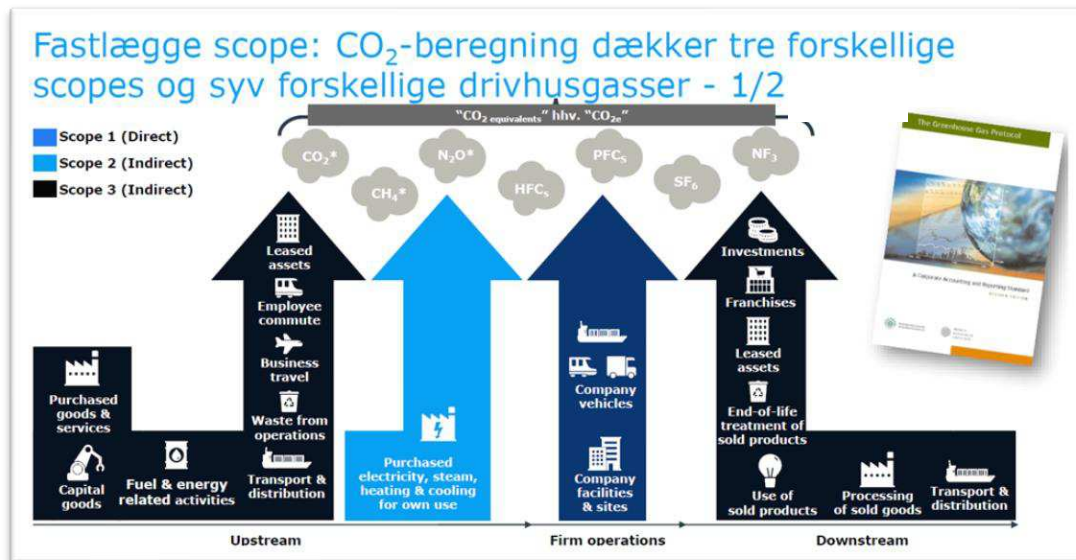 Fastlægge scope: CO₂-beregning dækker tre forskellige
scopes og syv forskellige drivhusgasser - 1/2
"CO₂ equivalents" hhv. "CO₂e"
Scope 1 (Direct)
Scope 2 (Indirect)
Scope 3 (Indirect)
CO₂*
CH₄*
N₂O*
HFCs
PFCs
SF₆
NF₃
The Greenhouse Gas Protocol
A Corporate Accounting and Reporting Standard
Purchased
goods &
services
Capital
goods
Fuel & energy
related activities
Leased
assets
Employee
commute
Business
travel
Waste from
operations
Transport &
distribution
Purchased
electricity, steam,
heating & cooling
for own use
Company
vehicles
Company
facilities
& sites
Investments
Franchises
Leased
assets
End-of-life
treatment of
sold products
Use of
sold products
Processing
of sold goods
Transport &
distribution
Upstream
Firm operations
Downstream